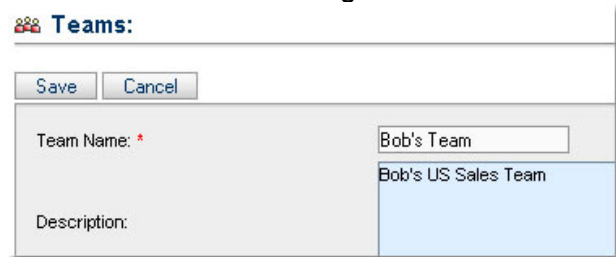 Teams:
Save Cancel
Team Name: * Bob's Team
Bob's US Sales Team
Description: